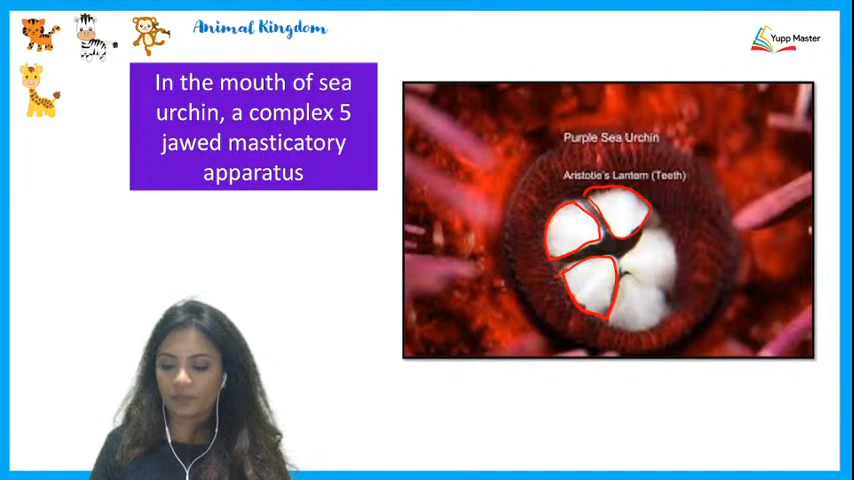 Animal Kingdom
Yupp Master
In the mouth of sea
urchin, a complex 5
jawed masticatory
apparatus
Purple Sea Urchin
Aristotle's Lantern (Teeth)